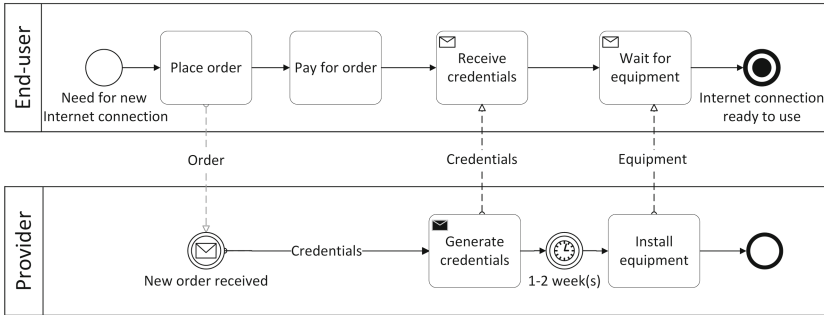 End-user
Place order
Pay for order
Receive
credentials
Wait for
equipment
Need for new
Internet connection
Internet connection
ready to use
Order
Credentials
Equipment
Provider
New order received
Credentials
Generate
credentials
1-2 week(s)
Install
equipment